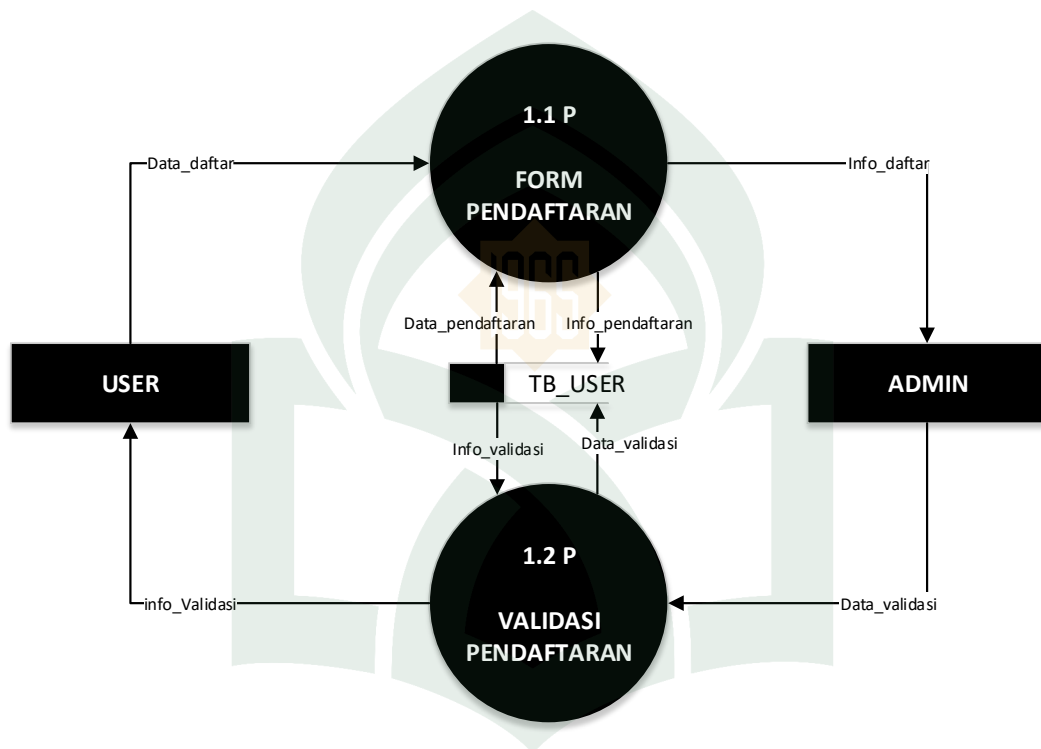 1.1 P
Data_daftar
Info_daftar
FORM
PENDAFTARAN
1965
Data_pendaftaran
Info_pendaftaran
USER
TB_USER
ADMIN
Info_validasi
Data_validasi
1.2 P
info_Validasi
Data_validasi
VALIDASI
PENDAFTARAN